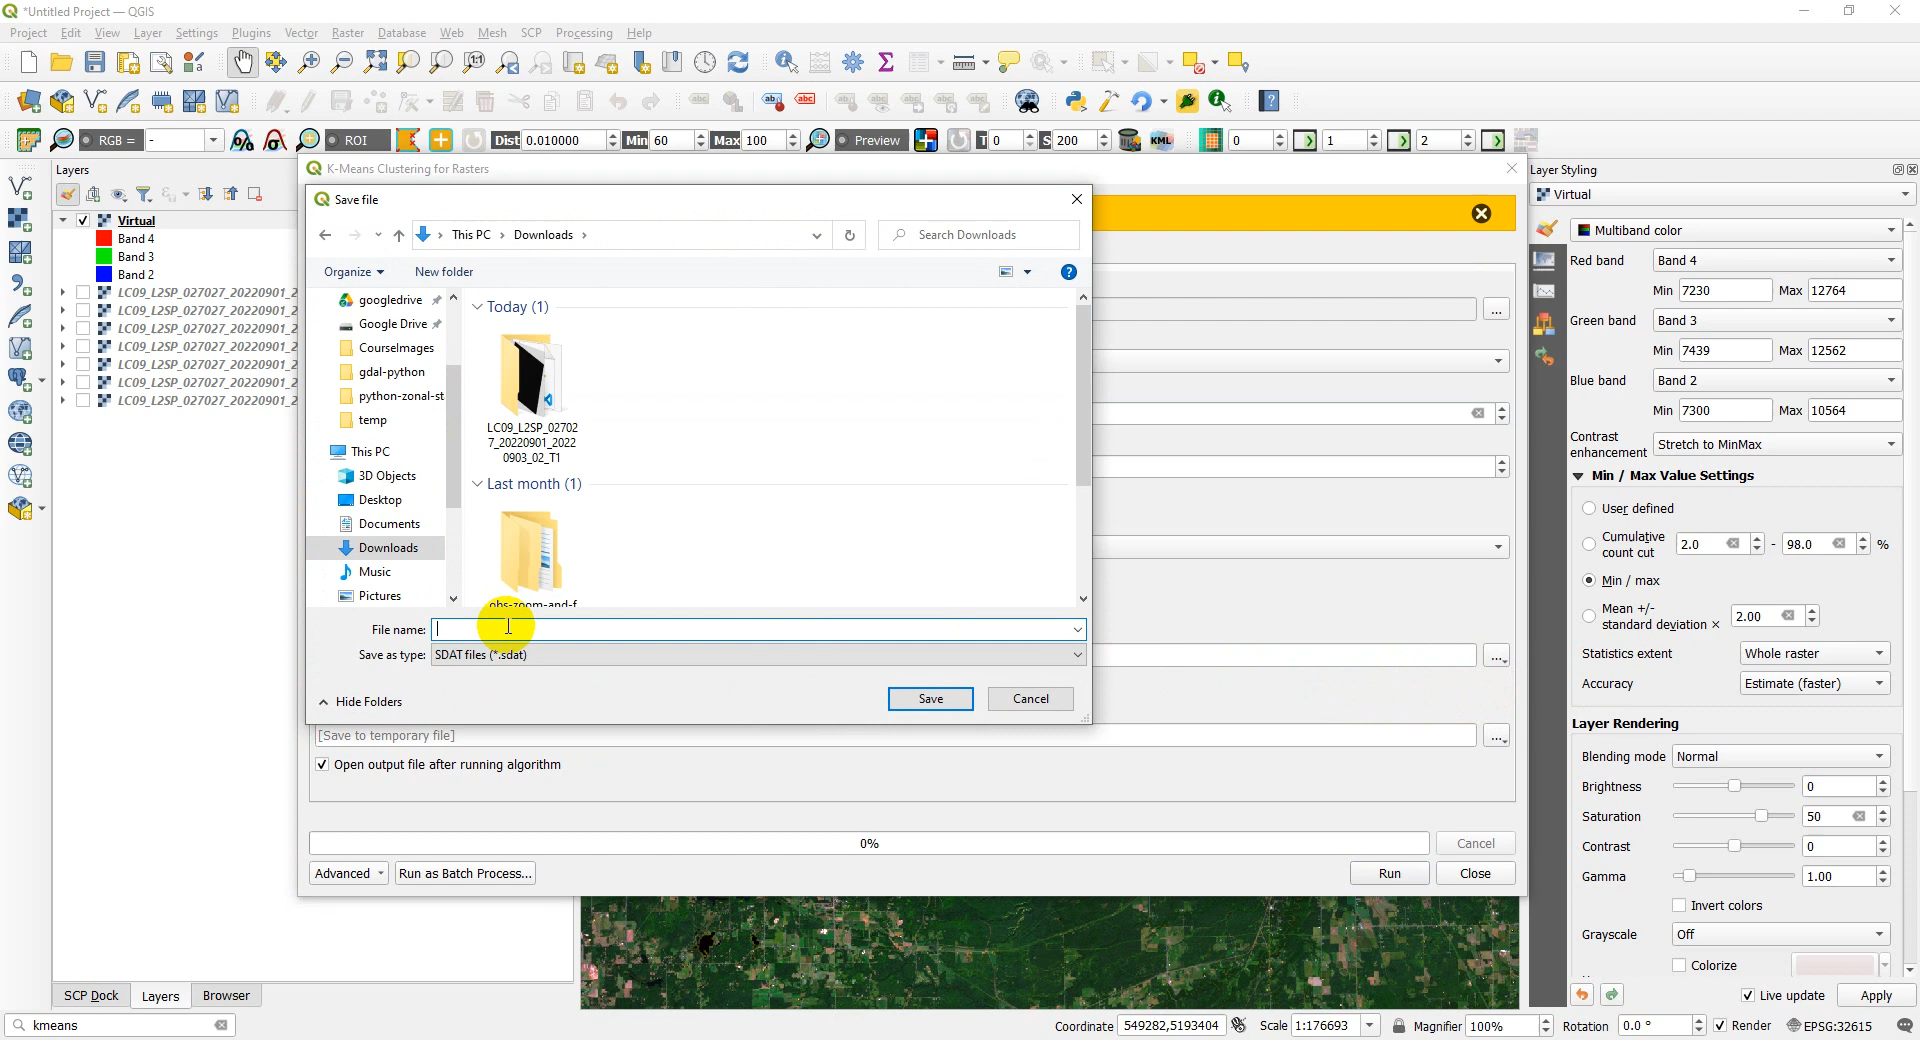 *Untitled Project — QGIS
Project Edit View Layer Settings Plugins Vector Raster Database Web Mesh SCP Processing Help
RGB = - ROI Dist 0.010000 Min 60 Max 100 Preview T 0 S 200 KML 0 1 2
Layers
Virtual
Band 4
Band 3
Band 2
LC09_L2SP_027027_20220901_2
LC09_L2SP_027027_20220901_2
LC09_L2SP_027027_20220901_2
LC09_L2SP_027027_20220901_2
LC09_L2SP_027027_20220901_2
LC09_L2SP_027027_20220901_2
LC09_L2SP_027027_20220901_2
K-Means Clustering for Rasters
Save file
This PC > Downloads >
Search Downloads
Organize New folder
googledrive
Google Drive
CourseImages
gdal-python
python-zonal-st
temp
This PC
3D Objects
Desktop
Documents
Downloads
Music
Pictures
Today (1)
LC09_L2SP_02702
7_20220901_2022
0903_02_T1
Last month (1)
obs-zoom-and-f
File name:
Save as type: SDAT files (*.sdat)
Hide Folders
Save Cancel
[Save to temporary file]
Open output file after running algorithm
0%
Cancel
Advanced Run as Batch Process...
Run Close
Layer Styling
Virtual
Multiband color
Red band Band 4
Min 7230 Max 12764
Green band Band 3
Min 7439 Max 12562
Blue band Band 2
Min 7300 Max 10564
Contrast
enhancement Stretch to MinMax
Min / Max Value Settings
User defined
Cumulative
count cut 2.0 - 98.0 %
Min / max
Mean +/-
standard deviation × 2.00
Statistics extent Whole raster
Accuracy Estimate (faster)
Layer Rendering
Blending mode Normal
Brightness 0
Saturation 50
Contrast 0
Gamma 1.00
Invert colors
Grayscale Off
Colorize
Live update Apply
SCP Dock Layers Browser
kmeans
Coordinate 549282,5193404 Scale 1:176693 Magnifier 100% Rotation 0.0 ° Render EPSG:32615